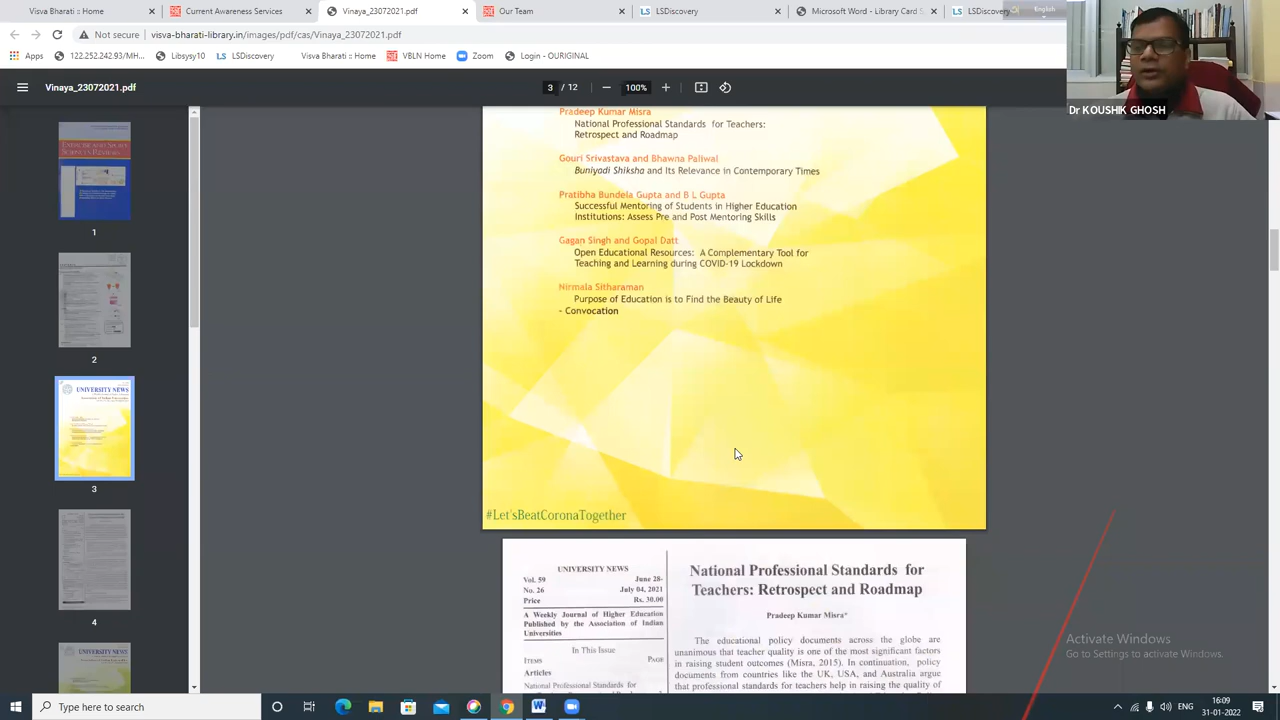 Visva Bharati :: Home
Current Awareness Services
Vinaya_23072021.pdf
Our Team
LSDiscovery
Microsoft Word - Library Card S
LSDiscovery
English
Not secure
visva-bharati-library.in/images/pdf/cas/Vinaya_23072021.pdf
Apps
122.252.242.93/MH...
Libsysy10
LSDiscovery
Visva Bharati :: Home
VBLN Home
Zoom
Login - OURIGINAL
Dr KOUSHIK GHOSH
Vinaya_23072021.pdf
3 / 12
100%
Pradeep Kumar Misra
National Professional Standards for Teachers:
Retrospect and Roadmap
Gouri Srivastava and Bhawna Paliwal
Buniyadi Shiksha and Its Relevance in Contemporary Times
Pratibha Bundela Gupta and B L Gupta
Successful Mentoring of Students in Higher Education
Institutions: Assess Pre and Post Mentoring Skills
Gagan Singh and Gopal Datt
Open Educational Resources: A Complementary Tool for
Teaching and Learning during COVID-19 Lockdown
Nirmala Sitharaman
Purpose of Education is to Find the Beauty of Life
- Convocation
#Let'sBeatCoronaTogether
1
2
UNIVERSITY NEWS
3
4
UNIVERSITY NEWS
Vol. 59 June 28-
No. 26 July 04, 2021
Price Rs. 30.00
A Weekly Journal of Higher Education
Published by the Association of Indian
Universities
In This Issue
ITEMS PAGE
Articles
National Professional Standards for
National Professional Standards for
Teachers: Retrospect and Roadmap
Pradeep Kumar Misra*
The educational policy documents across the globe are
unanimous that teacher quality is one of the most significant factors
in raising student outcomes (Misra, 2015). In continuation, policy
documents from countries like the UK, USA, and Australia argue
that professional standards for teachers help in raising the quality of
Activate Windows
Go to Settings to activate Windows.
Type here to search
16:09
31-01-2022